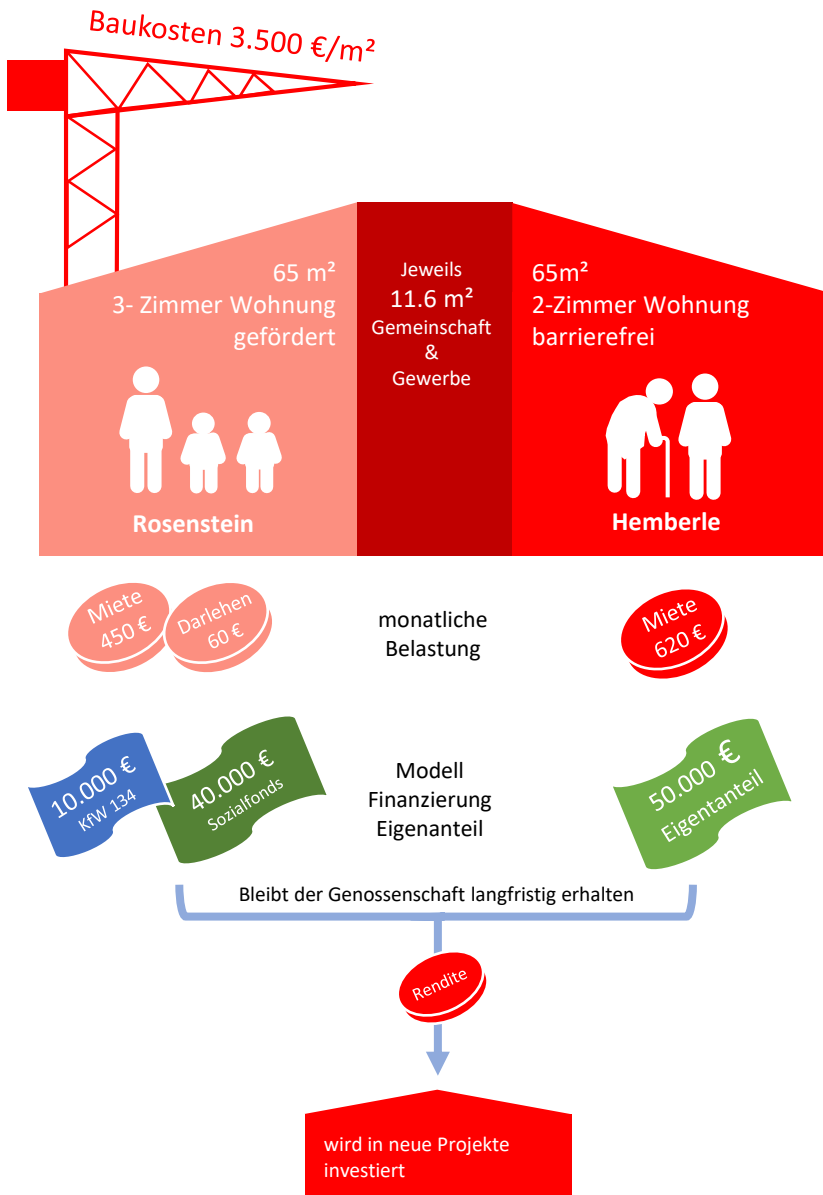 Baukosten 3.500 €/m²
65 m²
3- Zimmer Wohnung
gefördert
Jeweils
11.6 m²
Gemeinschaft
&
Gewerbe
65m²
2-Zimmer Wohnung
barrierefrei
Rosenstein
Hemberle
Miete
450 €
Darlehen
60 €
monatliche
Belastung
Miete
620 €
10.000 €
KfW 134
40.000 €
Sozialfonds
Modell
Finanzierung
Eigenanteil
50.000 €
Eigentanteil
Bleibt der Genossenschaft langfristig erhalten
Rendite
wird in neue Projekte
investiert